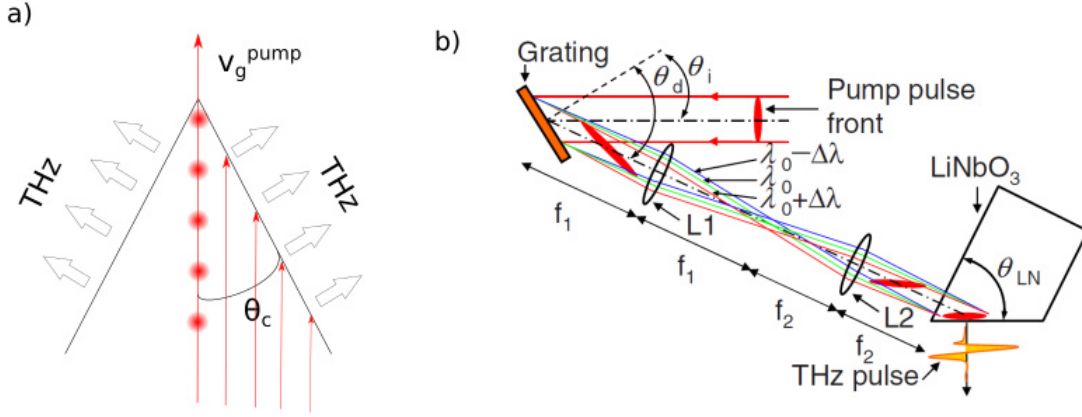 a)
v_g^pump
THz
THz
θ_c
b)
Grating
θ_d
θ_i
Pump pulse
front
λ_0−Δλ
λ_0
λ_0+Δλ
LiNbO_3
θ_LN
L1
L2
f_1
f_1
f_2
f_2
THz pulse